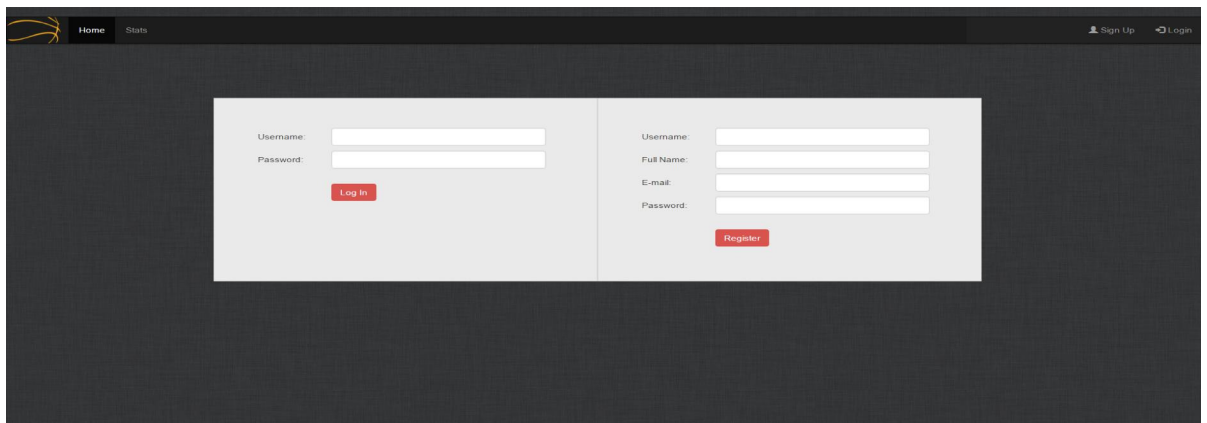 Home Stats Sign Up Login
Username:
Password:
Log In
Username:
Full Name:
E-mail:
Password:
Register